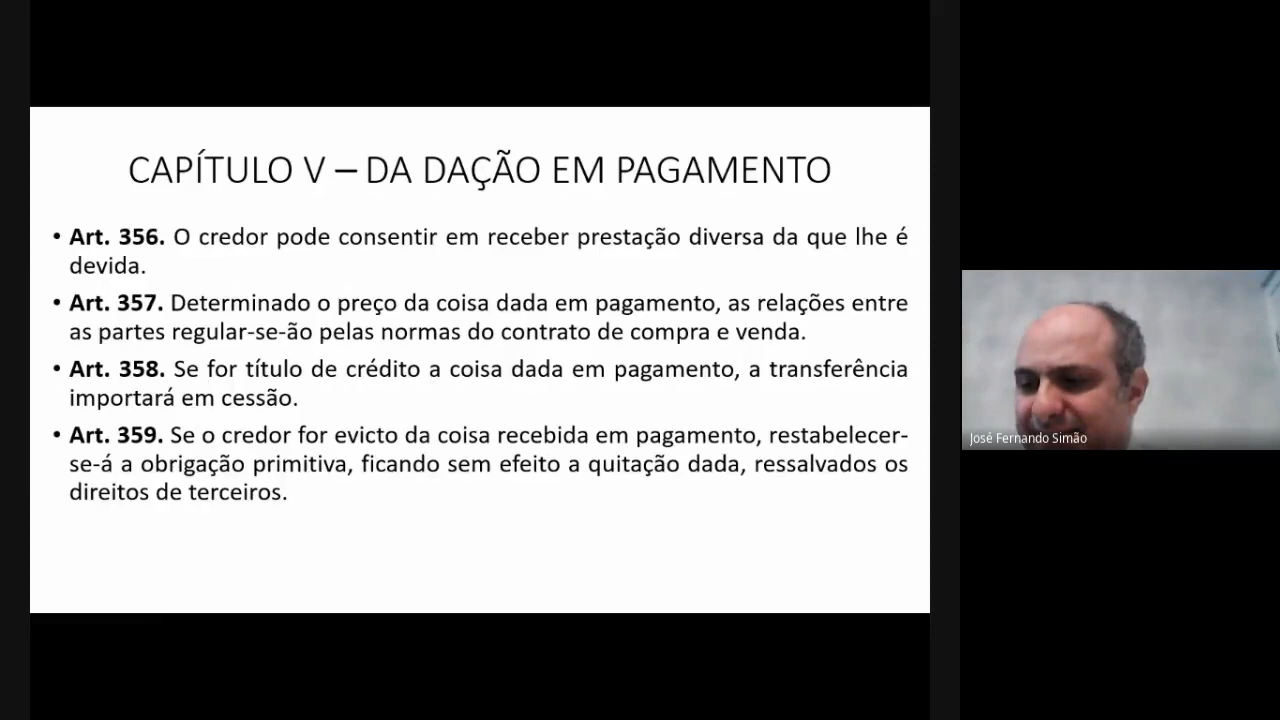 CAPÍTULO V – DA DAÇÃO EM PAGAMENTO
• Art. 356. O credor pode consentir em receber prestação diversa da que lhe é
devida.
• Art. 357. Determinado o preço da coisa dada em pagamento, as relações entre
as partes regular-se-ão pelas normas do contrato de compra e venda.
• Art. 358. Se for título de crédito a coisa dada em pagamento, a transferência
importará em cessão.
• Art. 359. Se o credor for evicto da coisa recebida em pagamento, restabelecer-
se-á a obrigação primitiva, ficando sem efeito a quitação dada, ressalvados os
direitos de terceiros.
José Fernando Simão